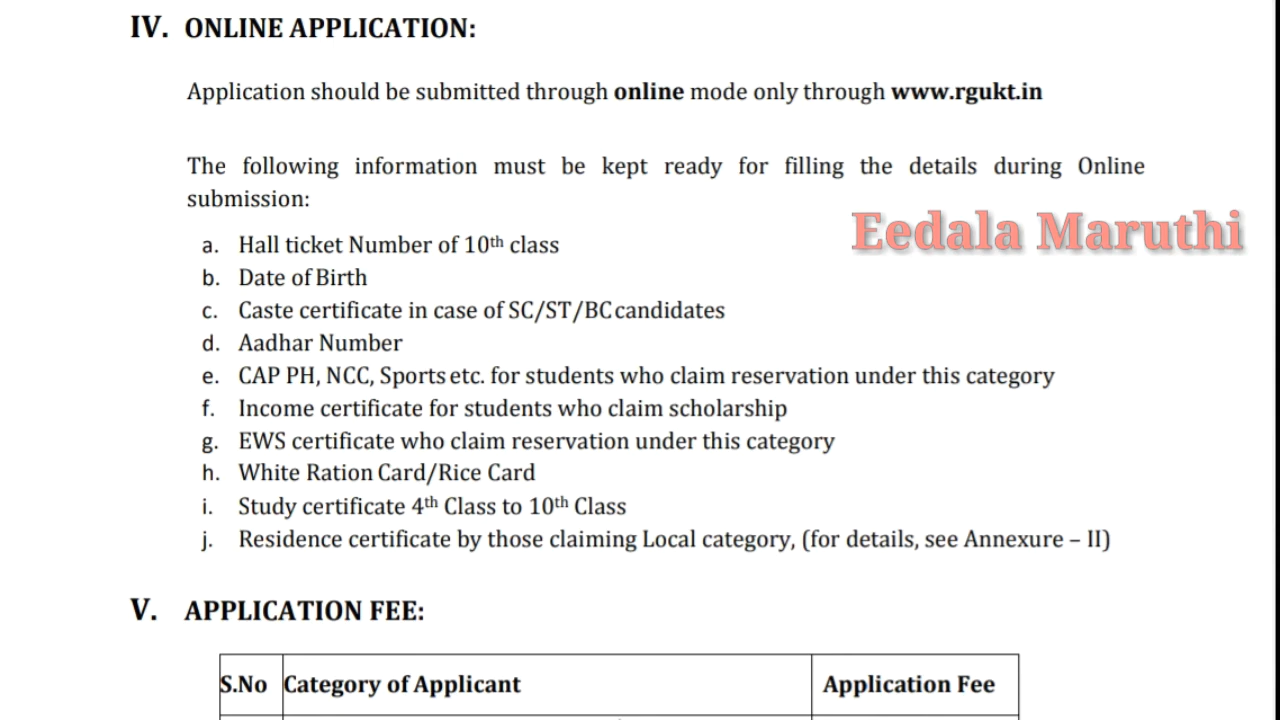 IV. ONLINE APPLICATION:
Application should be submitted through online mode only through www.rgukt.in
The following information must be kept ready for filling the details during Online
submission:
Eedala Maruthi
a. Hall ticket Number of 10th class
b. Date of Birth
c. Caste certificate in case of SC/ST/BC candidates
d. Aadhar Number
e. CAP PH, NCC, Sports etc. for students who claim reservation under this category
f. Income certificate for students who claim scholarship
g. EWS certificate who claim reservation under this category
h. White Ration Card/Rice Card
i. Study certificate 4th Class to 10th Class
j. Residence certificate by those claiming Local category, (for details, see Annexure – II)
V. APPLICATION FEE:
S.No Category of Applicant Application Fee